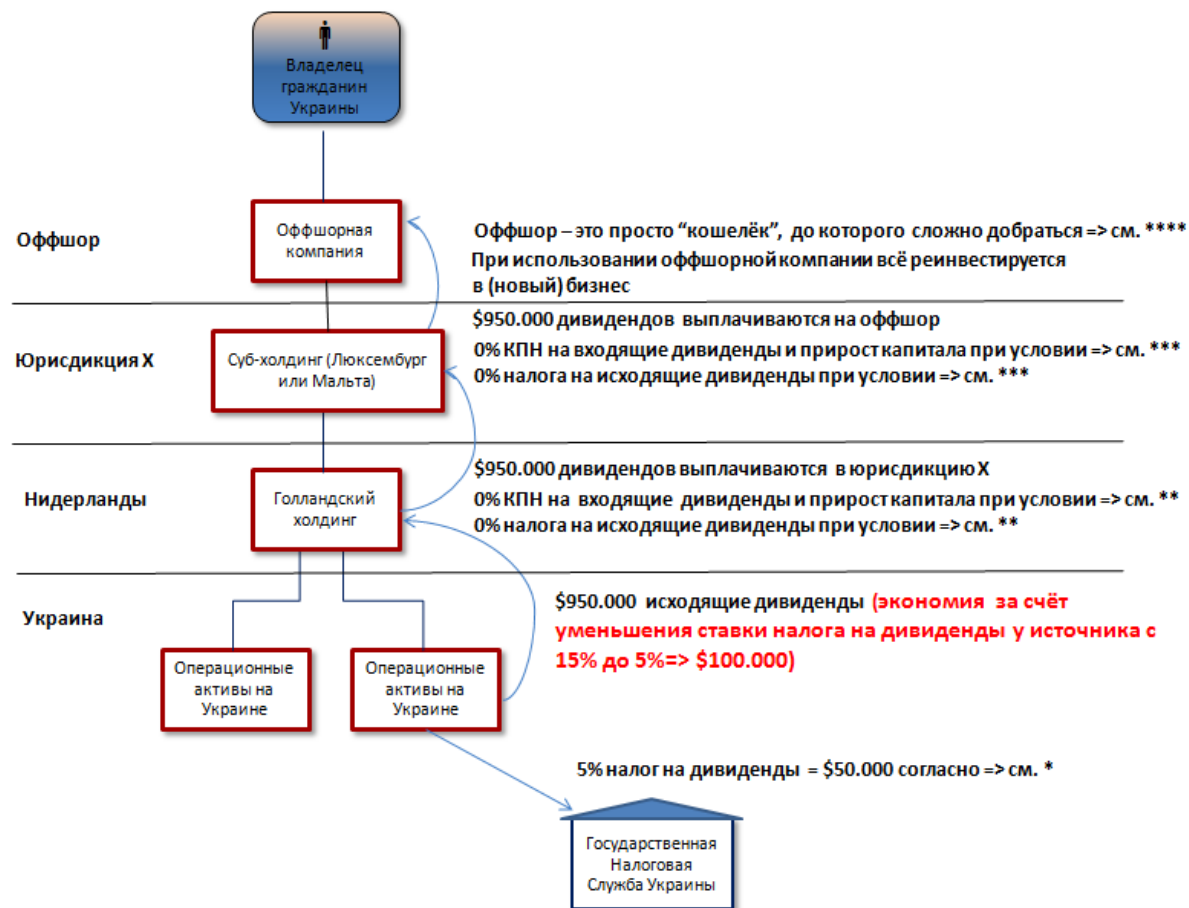 Владелец
гражданин
Украины
Оффшор
Оффшорная
компания
Оффшор – это просто “кошелёк”, до которого сложно добраться => см. ****
При использовании оффшорной компании всё реинвестируется
в (новый) бизнес
Юрисдикция X
Суб-холдинг (Люксембург
или Мальта)
$950.000 дивидендов выплачиваются на оффшор
0% КПН на входящие дивиденды и прирост капитала при условии => см. ***
0% налога на исходящие дивиденды при условии => см. ***
Нидерланды
Голландский
холдинг
$950.000 дивидендов выплачиваются в юрисдикцию X
0% КПН на входящие дивиденды и прирост капитала при условии => см. **
0% налога на исходящие дивиденды при условии => см. **
Украина
$950.000 исходящие дивиденды (экономия за счёт
уменьшения ставки налога на дивиденды у источника с
15% до 5%=> $100.000)
Операционные
активы на
Украине
Операционные
активы на
Украине
5% налог на дивиденды = $50.000 согласно => см. *
Государственная
Налоговая
Служба Украины